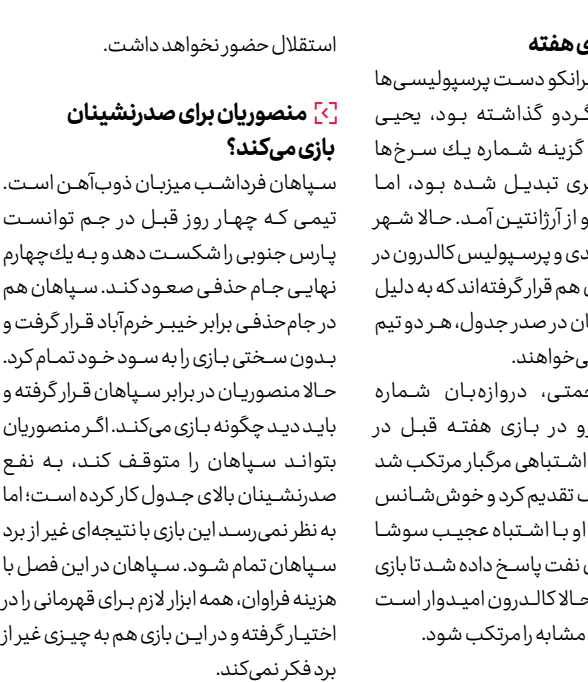 ی هفته
رانکو دست پرسپولیسی‌ها
گردو گذاشته بود، یحیی
گزینه شماره یك سرخ‌ها
ری تبدیل شده بود، اما
و از آرژانتین آمد. حالا شهر
دی و پرسپولیس کالدرون در
هم قرار گرفته‌اند که به دلیل
ان در صدر جدول، هر دو تیم
ی‌خواهند.
حمتی، دروازه‌بان شماره
رو در بازی هفته قبل در
اشتباهی مرگبار مرتکب شد
تقدیم کرد و خوش‌شانس
او با اشتباه عجیب سوشا
نفت پاسخ داده شد تا بازی
حالا کالدرون امیدوار است
مشابه را مرتکب شود.
استقلال حضور نخواهد داشت.
منصوریان برای صدرنشینان
بازی می‌کند؟
سپاهان فرداشب میزبان ذوب‌آهن است.
تیمی که چهار روز قبل در جم توانست
پارس جنوبی را شکست دهد و به یك‌چهارم
نهایی جام حذفی صعود کند. سپاهان هم
در جام‌حذفی برابر خیبر خرم‌آباد قرار گرفت و
بدون سختی بازی را به سود خود تمام کرد.
حالا منصوریان در برابر سپاهان قرار گرفته و
باید دید چگونه بازی می‌کند. اگر منصوریان
بتواند سپاهان را متوقف کند، به نفع
صدرنشینان بالای جدول کار کرده است؛ اما
به نظر نمی‌رسد این بازی با نتیجه‌ای غیر از برد
سپاهان تمام شود. سپاهان در این فصل با
هزینه فراوان، همه ابزار لازم برای قهرمانی را در
اختیار گرفته و در این بازی هم به چیزی غیر از
برد فکر نمی‌کند.